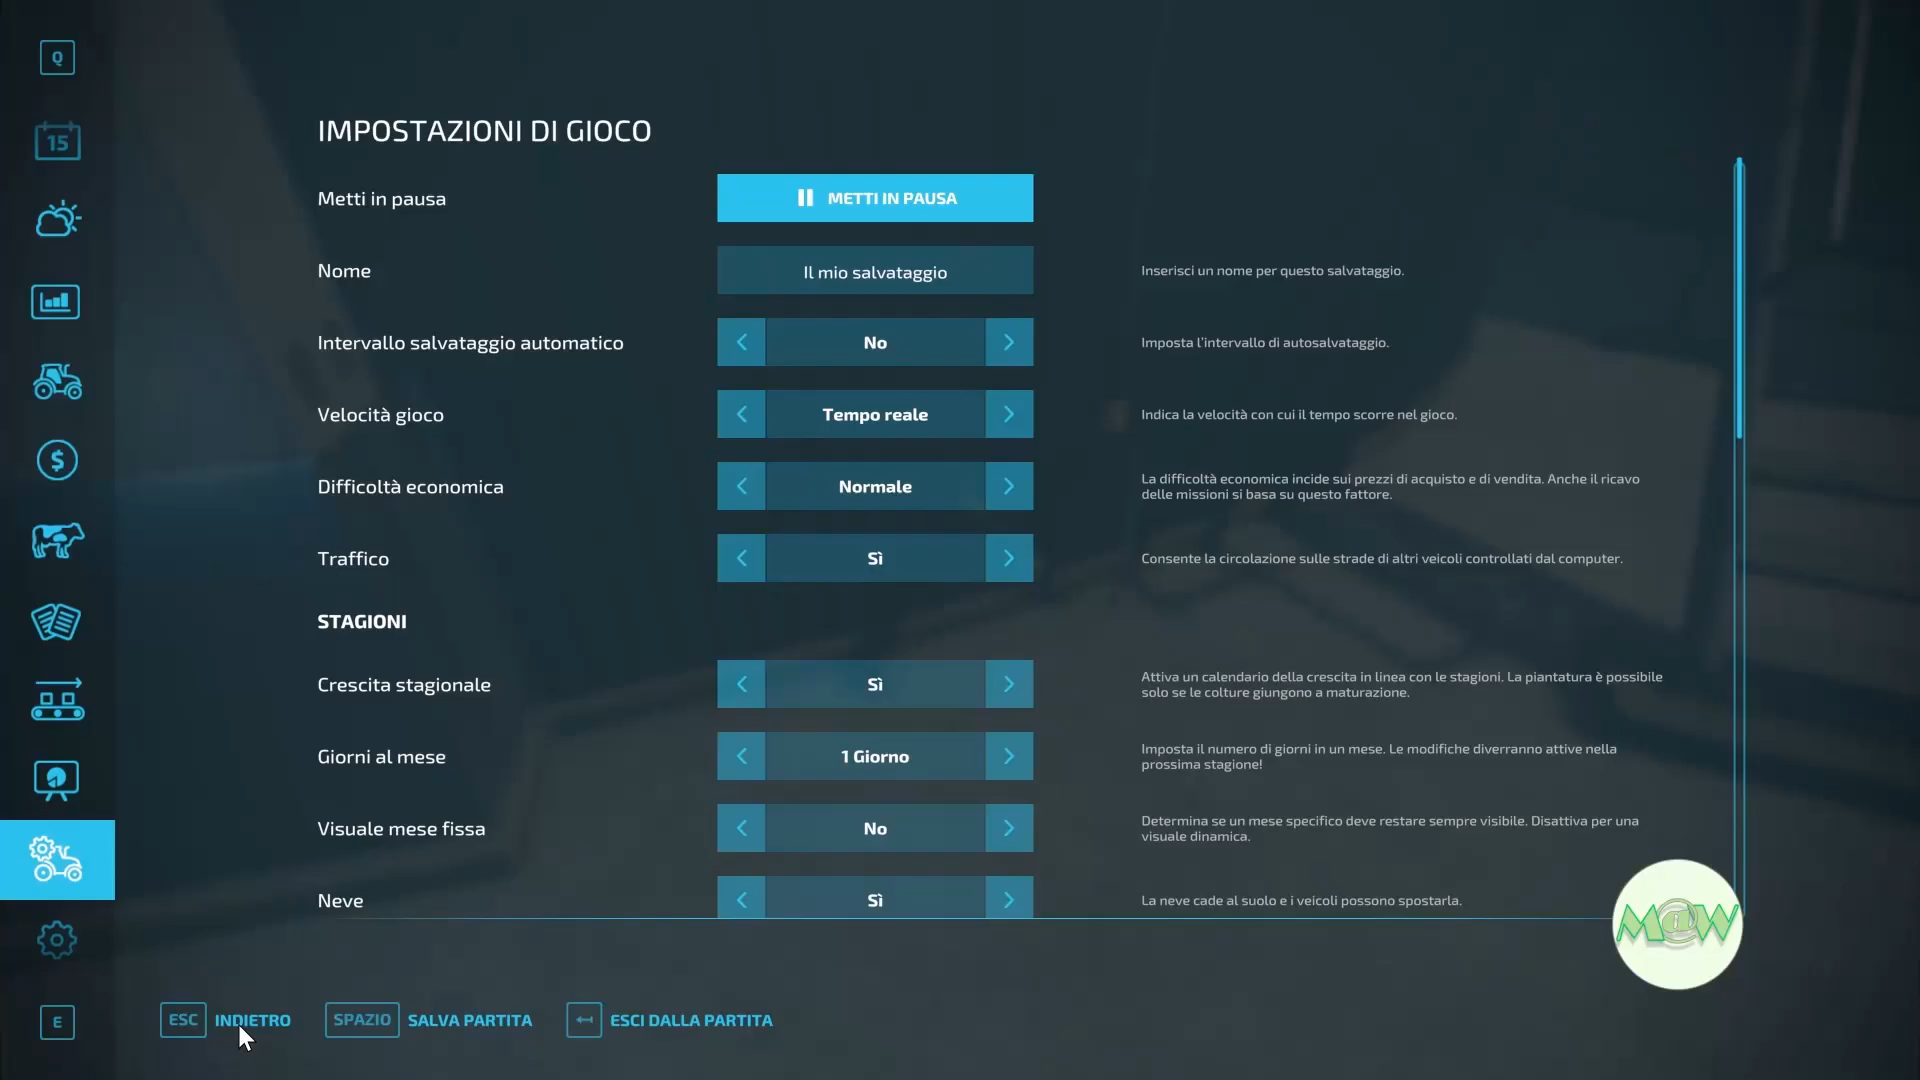 Q
15
IMPOSTAZIONI DI GIOCO
Metti in pausa
METTI IN PAUSA
Nome
Il mio salvataggio
Inserisci un nome per questo salvataggio.
Intervallo salvataggio automatico
No
Imposta l'intervallo di autosalvataggio.
Velocità gioco
Tempo reale
Indica la velocità con cui il tempo scorre nel gioco.
Difficoltà economica
Normale
La difficoltà economica incide sui prezzi di acquisto e di vendita. Anche il ricavo
delle missioni si basa su questo fattore.
Traffico
Sì
Consente la circolazione sulle strade di altri veicoli controllati dal computer.
STAGIONI
Crescita stagionale
Sì
Attiva un calendario della crescita in linea con le stagioni. La piantatura è possibile
solo se le colture giungono a maturazione.
Giorni al mese
1 Giorno
Imposta il numero di giorni in un mese. Le modifiche diverranno attive nella
prossima stagione!
Visuale mese fissa
No
Determina se un mese specifico deve restare sempre visibile. Disattiva per una
visuale dinamica.
Neve
Sì
La neve cade al suolo e i veicoli possono spostarla.
M@W
E
ESC INDIETRO
SPAZIO SALVA PARTITA
ESCI DALLA PARTITA